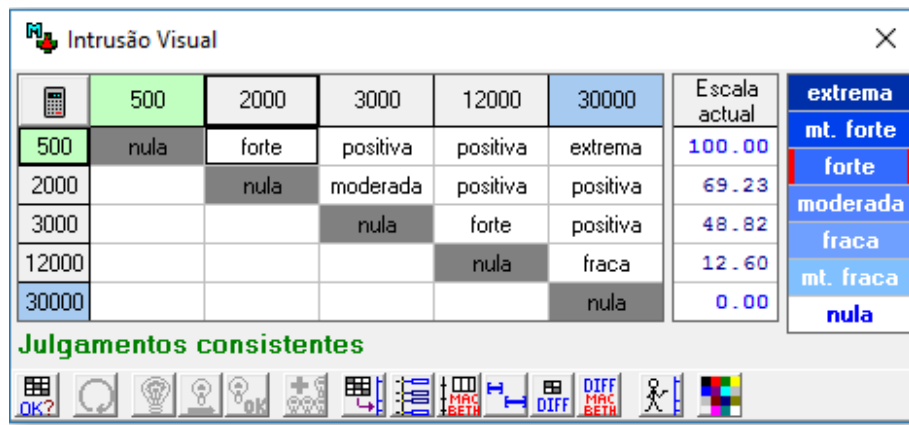 Intrusão Visual
500 2000 3000 12000 30000 Escala actual
500 nula forte positiva positiva extrema 100.00
2000 nula moderada positiva positiva 69.23
3000 nula forte positiva 48.82
12000 nula fraca 12.60
30000 nula 0.00
extrema
mt. forte
forte
moderada
fraca
mt. fraca
nula
Julgamentos consistentes
OK? OK MAC BETH DIFF DIFF MAC BETH